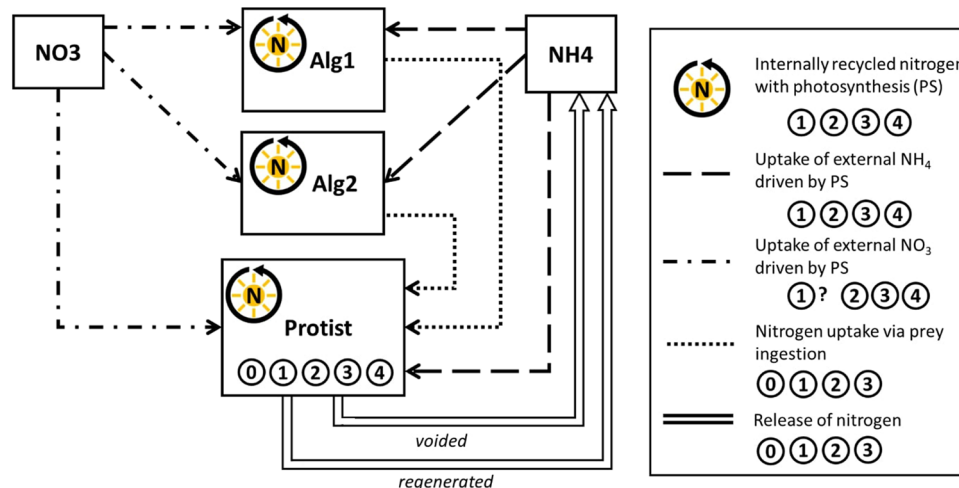 NO3
N
Alg1
NH4
N
Alg2
N
Protist
0 1 2 3 4
voided
regenerated
N
Internally recycled nitrogen
with photosynthesis (PS)
1 2 3 4
Uptake of external NH₄
driven by PS
1 2 3 4
Uptake of external NO₃
driven by PS
1 ? 2 3 4
Nitrogen uptake via prey
ingestion
0 1 2 3
Release of nitrogen
0 1 2 3